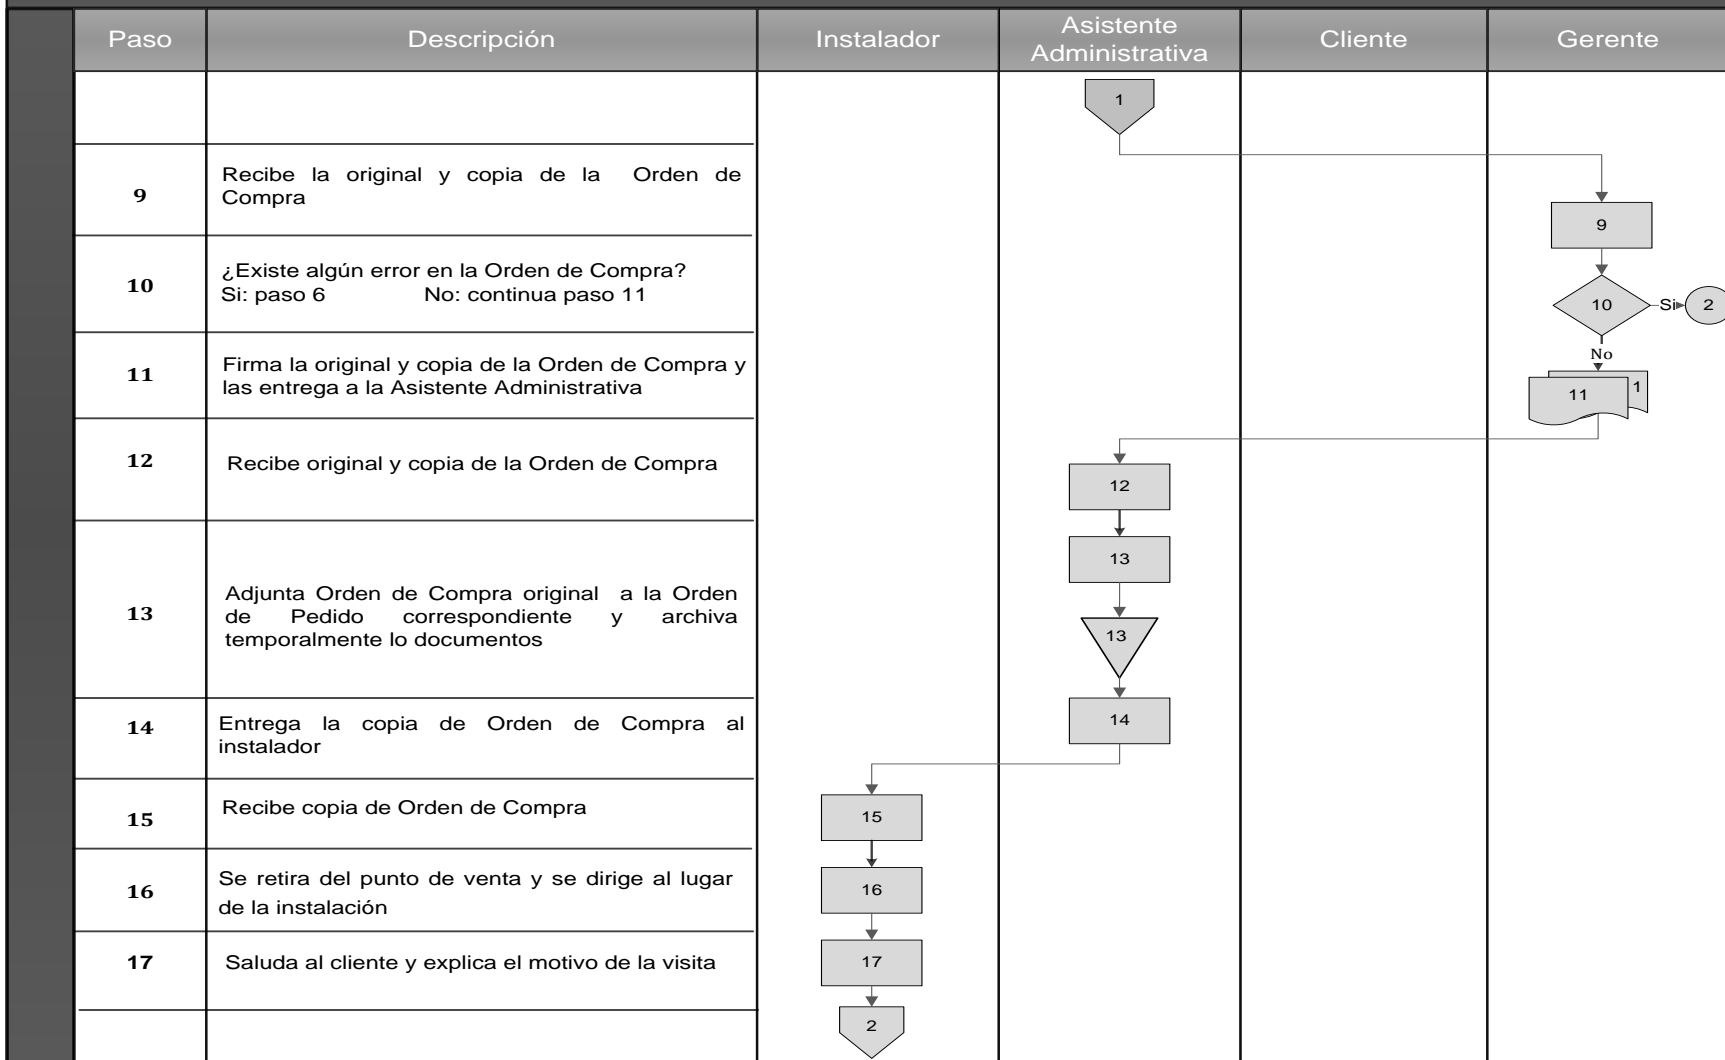 Paso Descripción Instalador Asistente Administrativa Cliente Gerente
1
9 Recibe la original y copia de la Orden de
Compra
9
10 ¿Existe algún error en la Orden de Compra?
Si: paso 6 No: continua paso 11
10 Si 2
No
11 Firma la original y copia de la Orden de Compra y
las entrega a la Asistente Administrativa
11 1
12 Recibe original y copia de la Orden de Compra
12
13
13 Adjunta Orden de Compra original a la Orden
de Pedido correspondiente y archiva
temporalmente lo documentos
13
14 Entrega la copia de Orden de Compra al
instalador
14
15 Recibe copia de Orden de Compra
15
16 Se retira del punto de venta y se dirige al lugar
de la instalación
16
17 Saluda al cliente y explica el motivo de la visita
17
2